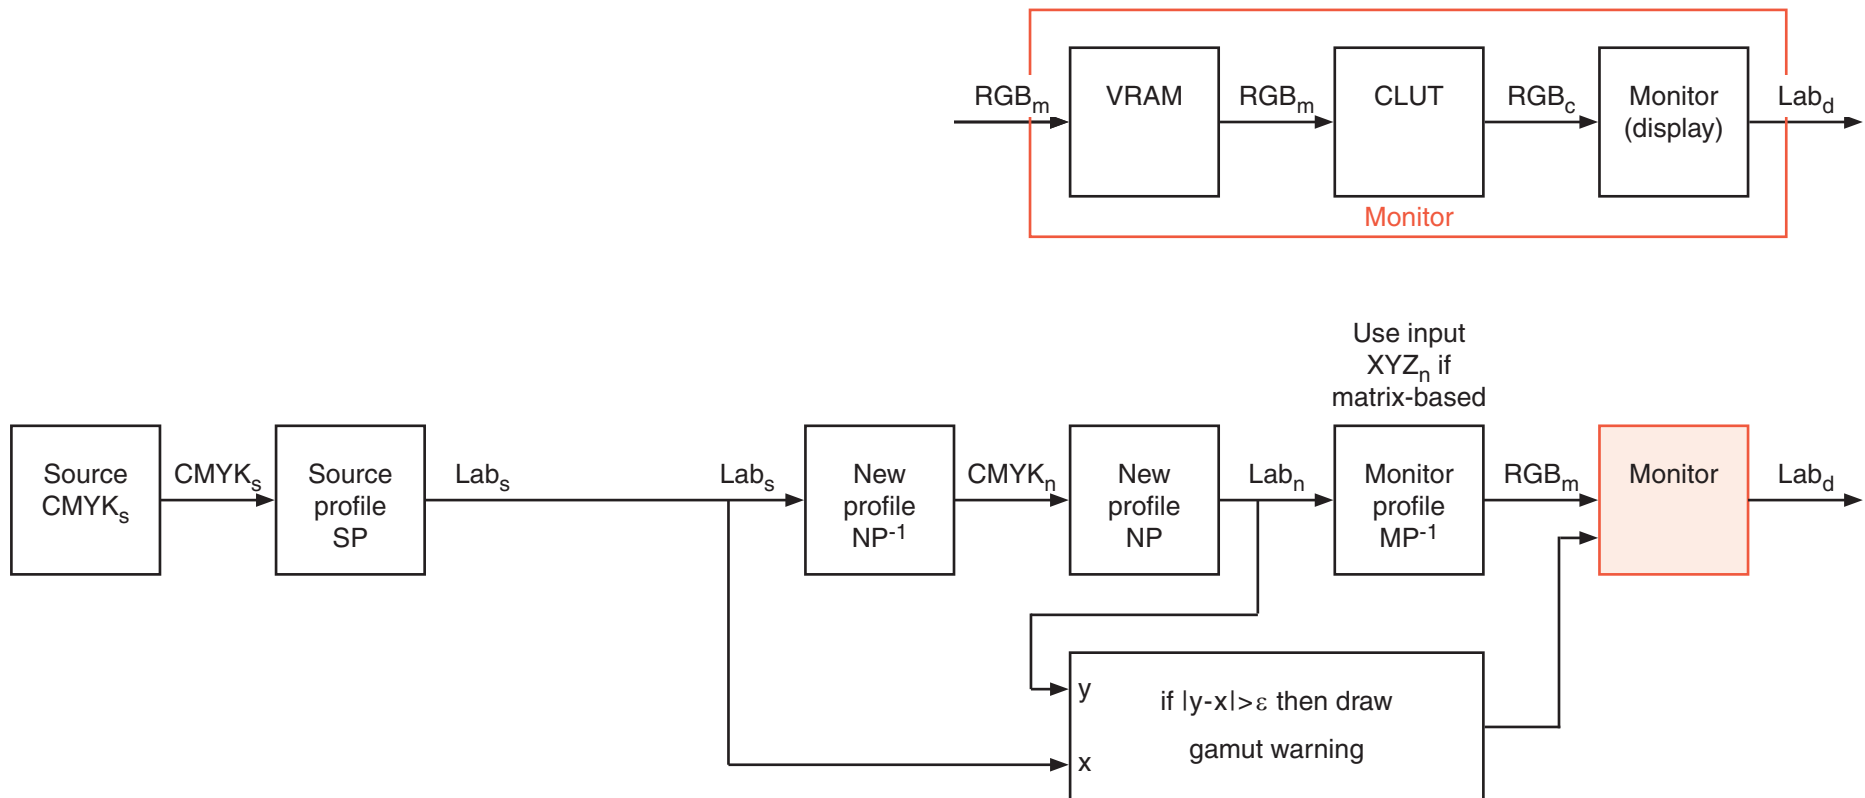 RGBm
VRAM
RGBm
CLUT
RGBc
Monitor
(display)
Labd
Monitor
Use input
XYZn if
matrix-based
Source
CMYKs
CMYKs
Source
profile
SP
Labs
Labs
New
profile
NP-1
CMYKn
New
profile
NP
Labn
Monitor
profile
MP-1
RGBm
Monitor
Labd
y
if |y-x|>ε then draw
gamut warning
x